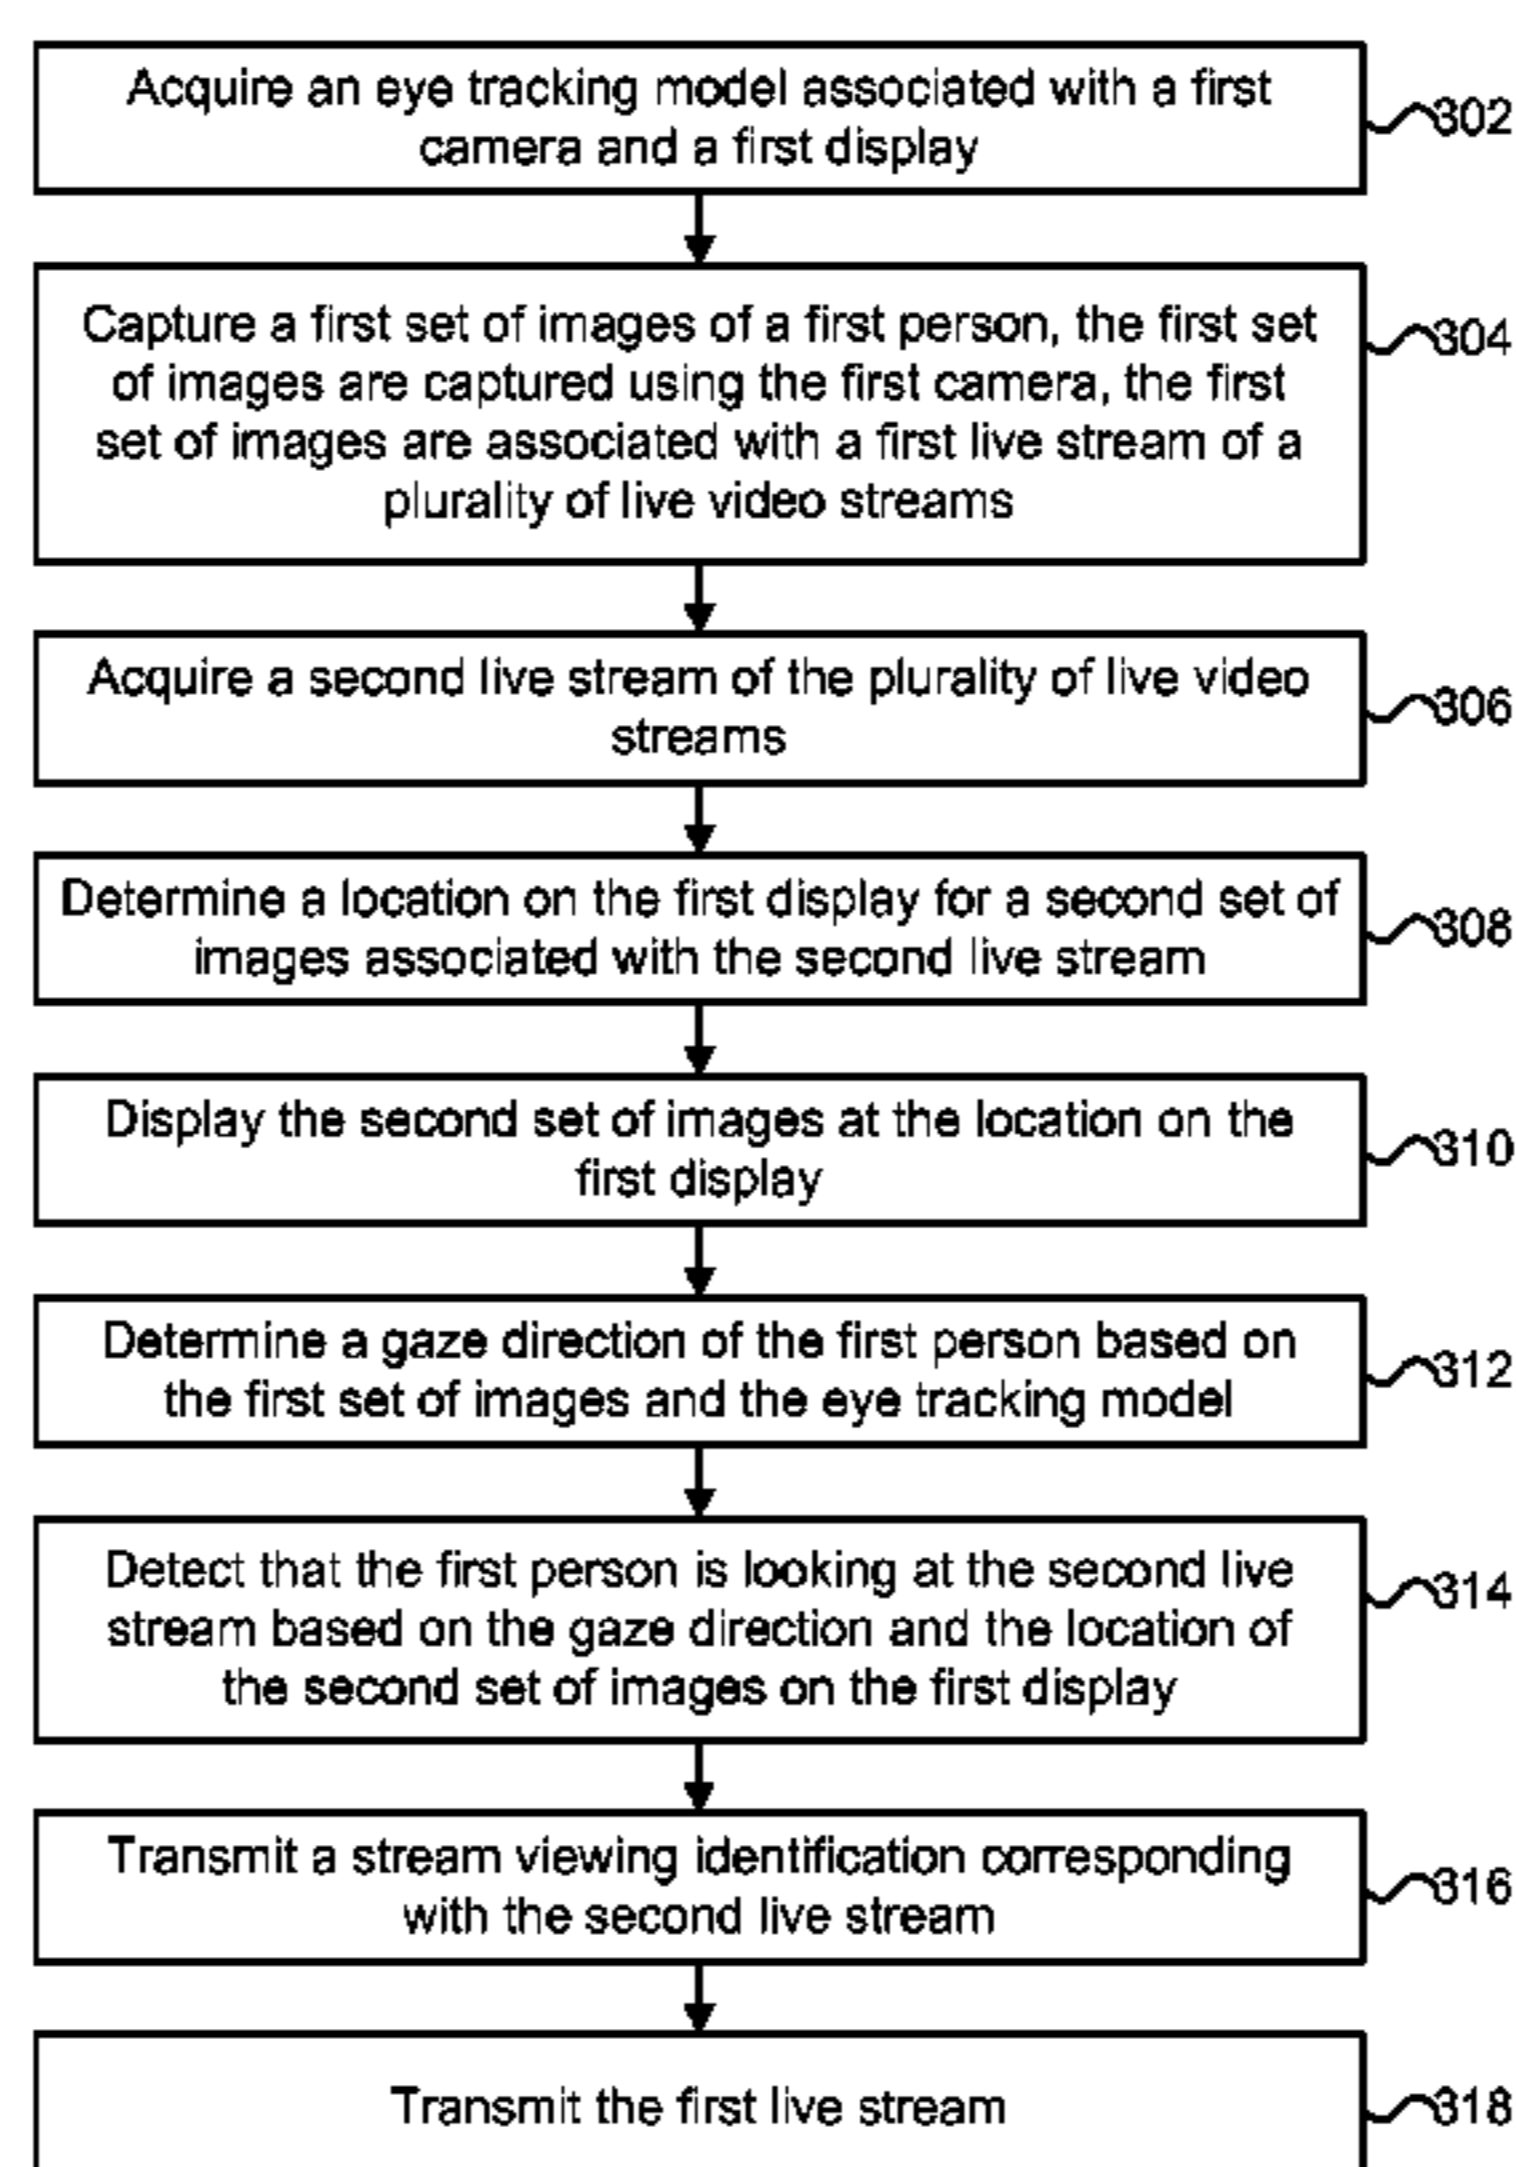 Acquire an eye tracking model associated with a first
camera and a first display
302
Capture a first set of images of a first person, the first set
of images are captured using the first camera, the first
set of images are associated with a first live stream of a
plurality of live video streams
304
Acquire a second live stream of the plurality of live video
streams
306
Determine a location on the first display for a second set of
images associated with the second live stream
308
Display the second set of images at the location on the
first display
310
Determine a gaze direction of the first person based on
the first set of images and the eye tracking model
312
Detect that the first person is looking at the second live
stream based on the gaze direction and the location of
the second set of images on the first display
314
Transmit a stream viewing identification corresponding
with the second live stream
316
Transmit the first live stream
318